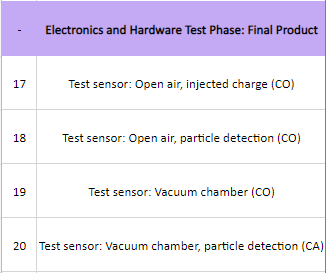 - Electronics and Hardware Test Phase: Final Product
17 Test sensor: Open air, injected charge (CO)
18 Test sensor: Open air, particle detection (CO)
19 Test sensor: Vacuum chamber (CO)
20 Test sensor: Vacuum chamber, particle detection (CA)